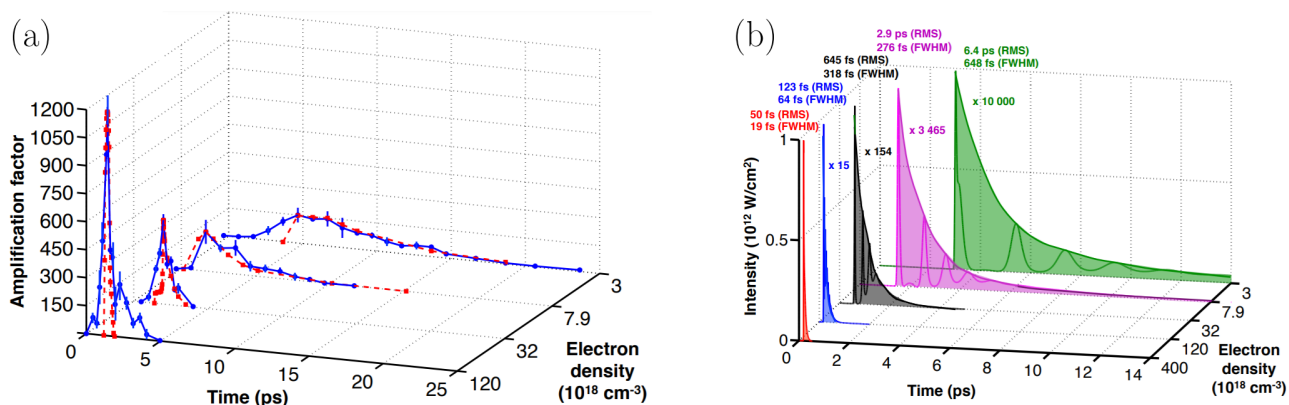 (a)
1200
1050
900
750
600
450
300
150
Amplification factor
0
5
10
15
20
25
Time (ps)
120
32
7.9
3
Electron
density
(10¹⁸ cm⁻³)
(b)
50 fs (RMS)
19 fs (FWHM)
123 fs (RMS)
64 fs (FWHM)
645 fs (RMS)
318 fs (FWHM)
2.9 ps (RMS)
276 fs (FWHM)
6.4 ps (RMS)
648 fs (FWHM)
x 15
x 154
x 3 465
x 10 000
1
0.5
0
Intensity (10¹² W/cm²)
0
2
4
6
8
10
12
14
Time (ps)
400
120
32
7.9
3
Electron
density
(10¹⁸ cm⁻³)